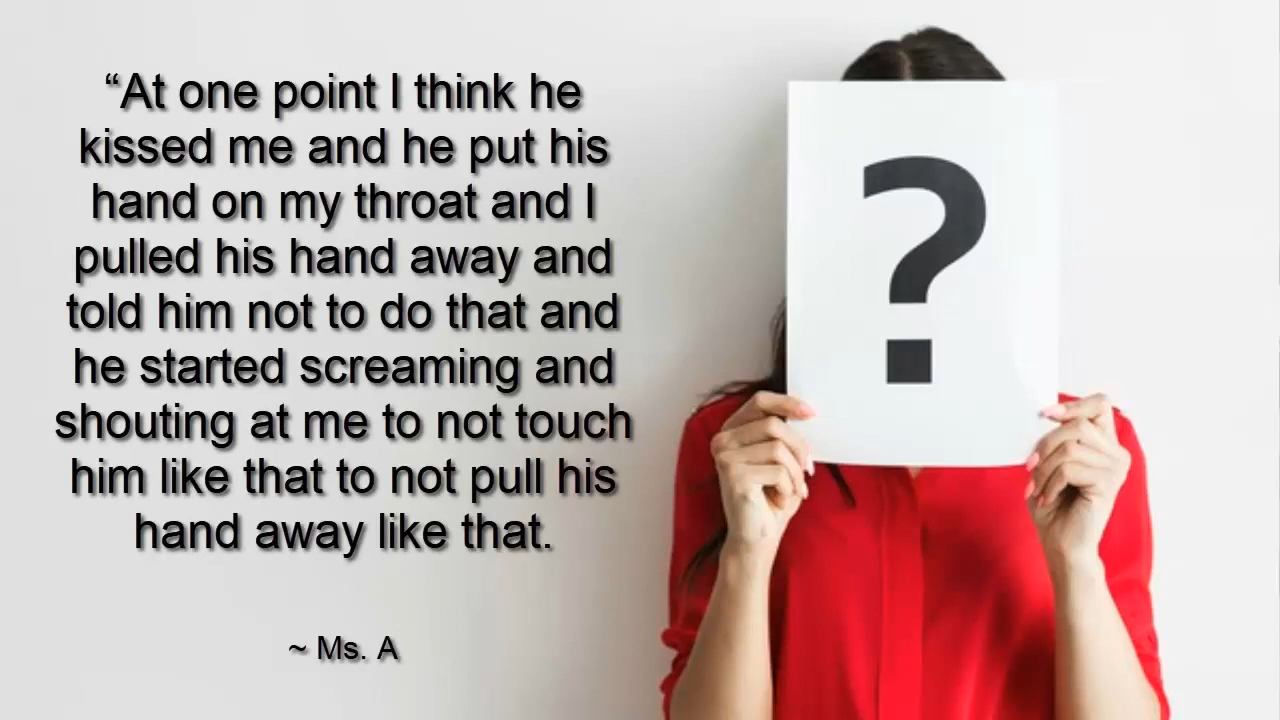 “At one point I think he
kissed me and he put his
hand on my throat and I
pulled his hand away and
told him not to do that and
he started screaming and
shouting at me to not touch
him like that to not pull his
hand away like that.
~ Ms. A
?